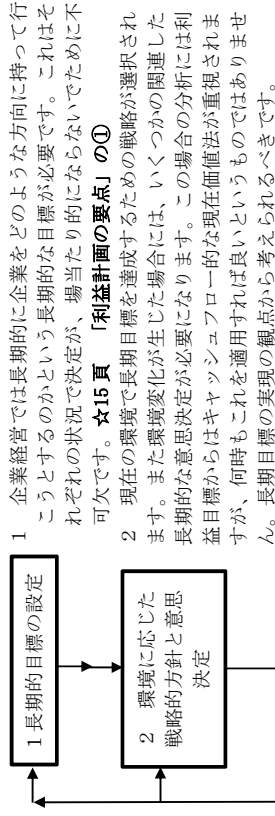 1 長期的目標の設定
2 環境に応じた
戦略的方針と意思
決定
1 企業経営では長期的に企業をどのような方向に持って行
こうとするのかという長期的な目標が必要です。これはそ
れぞれの状況で決定が、場当たり的にならないでために不
可欠です。☆15 頁 「利益計画の要点」の①
2 現在の環境で長期目標を達成するための戦略が選択され
ます。また環境変化が生じた場合には、いくつかの関連した
長期的な意思決定が必要になります。この場合の分析には利
益目標からはキャッシュフロー的な現在価値法が重視されま
すが、何時もこれを適用すれば良いというものではありませ
ん。長期目標の実現の観点から考えられるべきです。